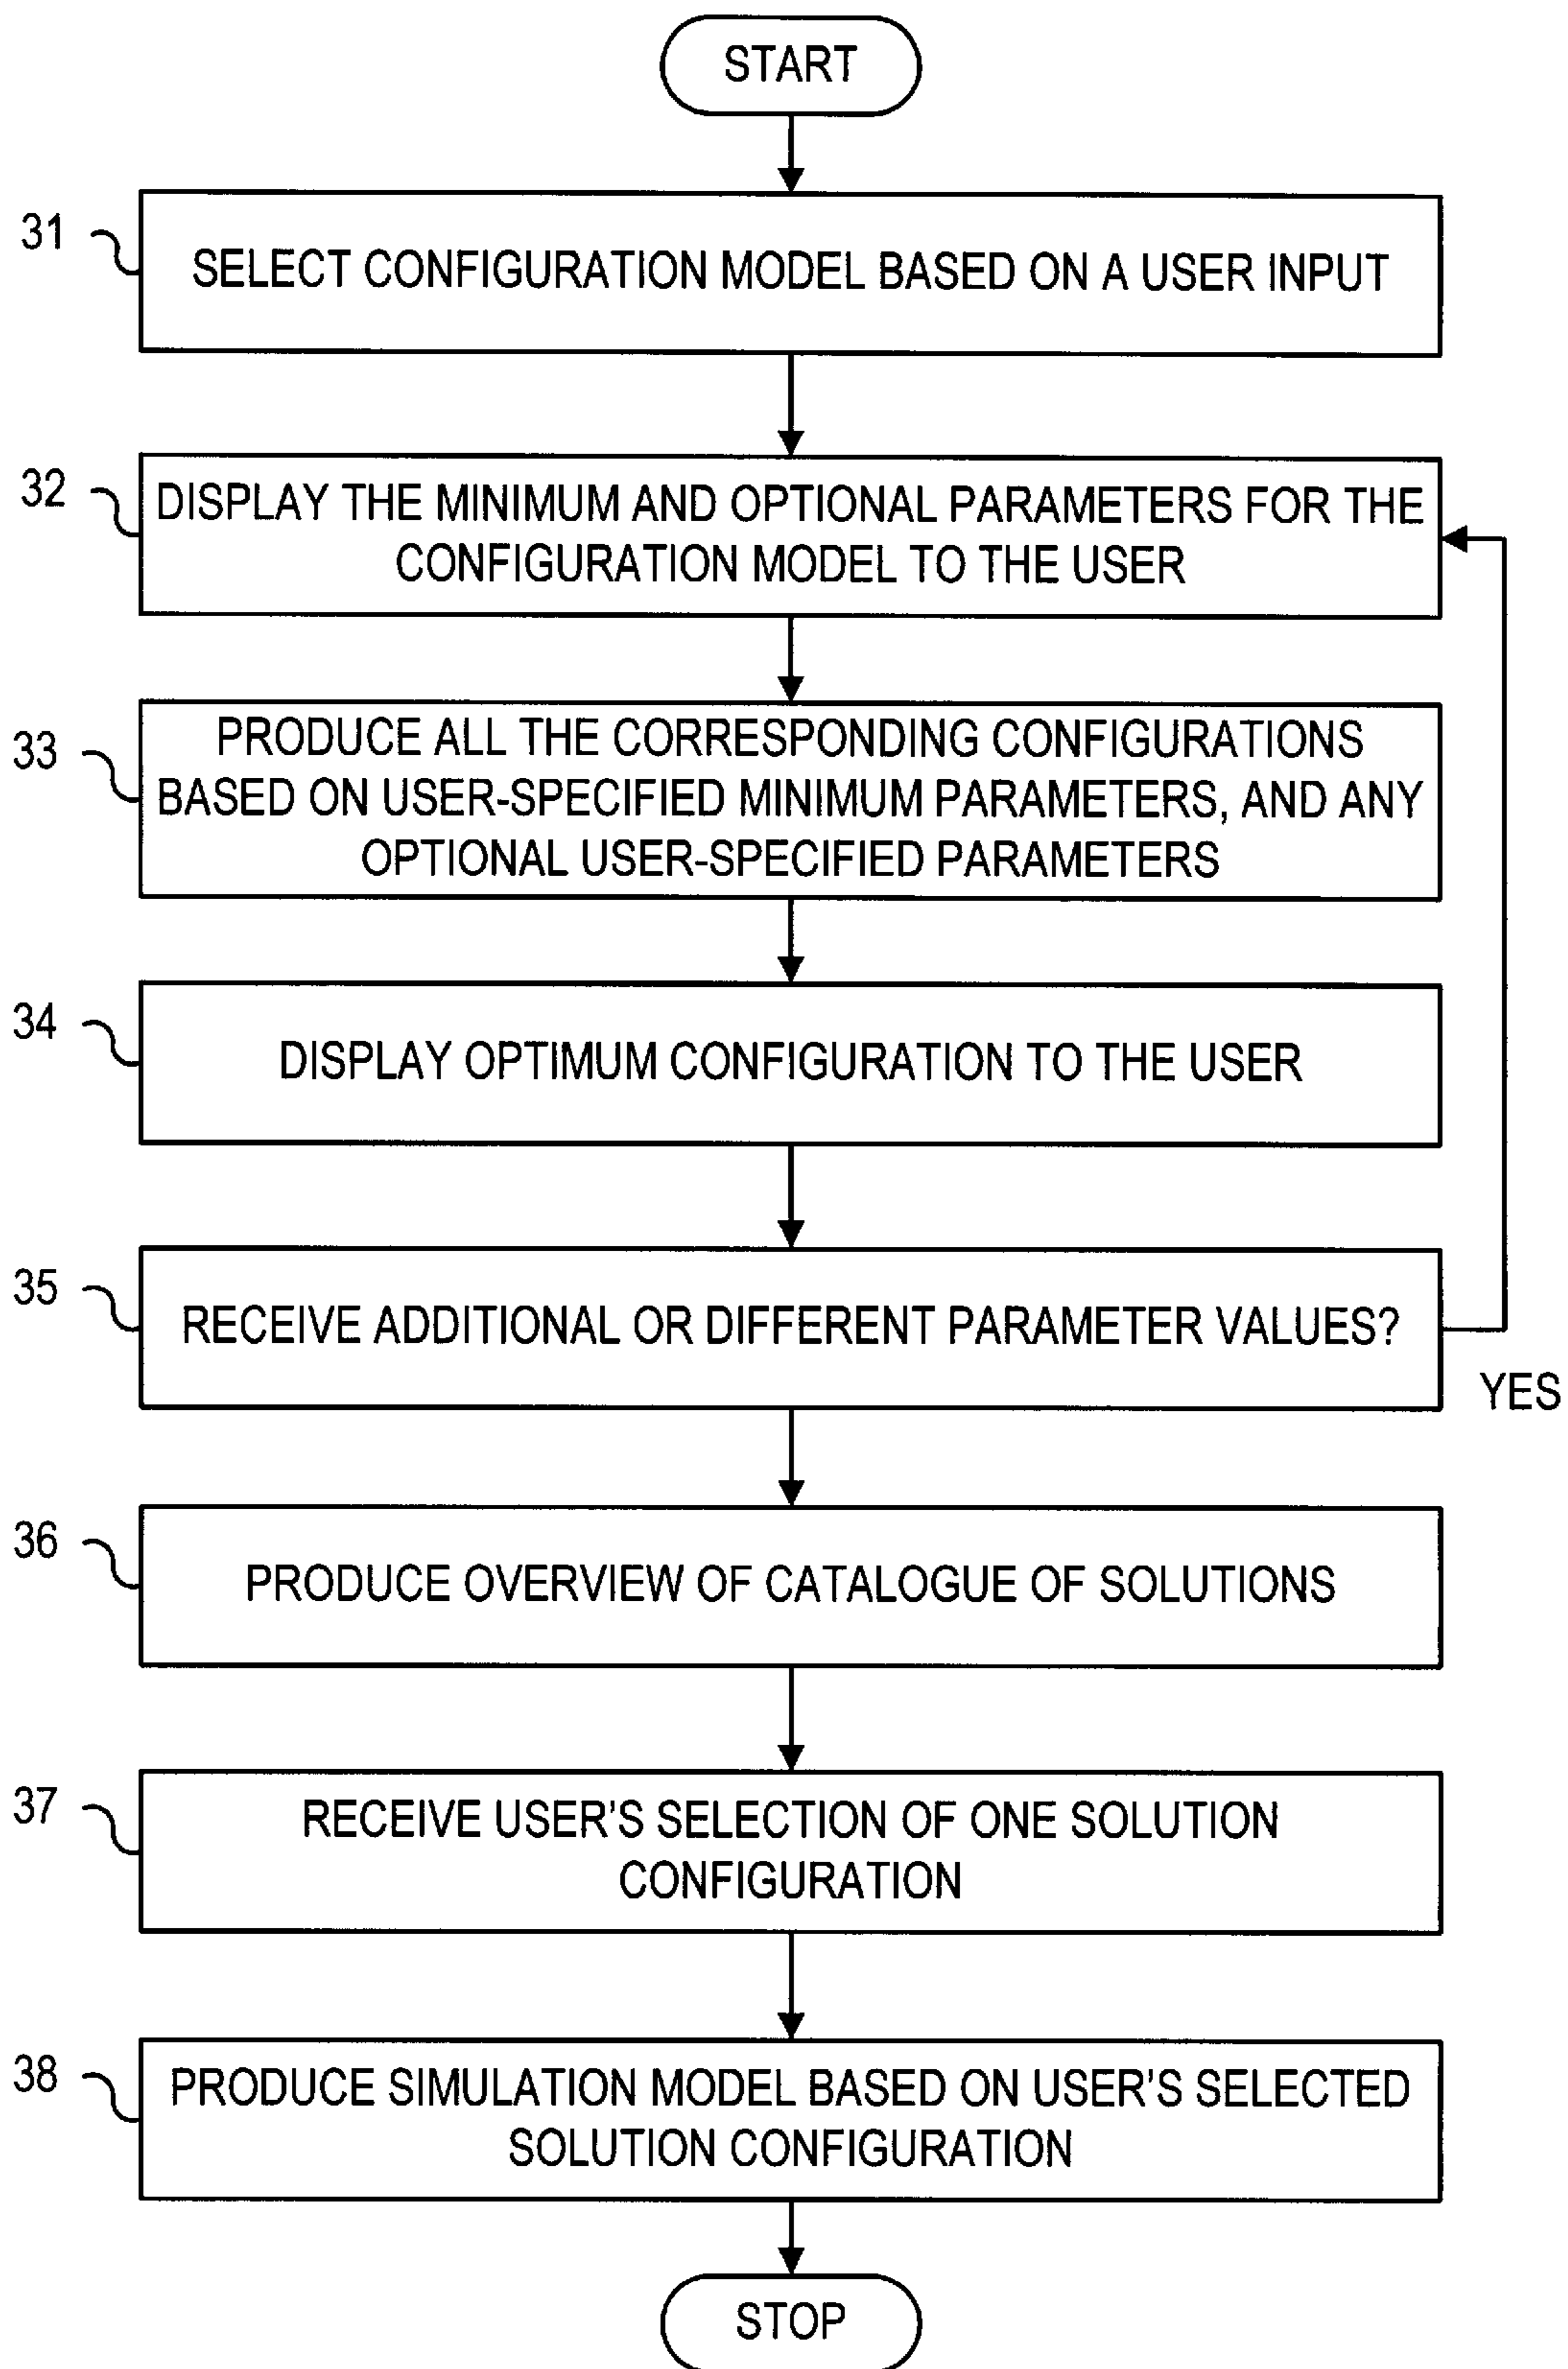 START
31
SELECT CONFIGURATION MODEL BASED ON A USER INPUT
32
DISPLAY THE MINIMUM AND OPTIONAL PARAMETERS FOR THE
CONFIGURATION MODEL TO THE USER
33
PRODUCE ALL THE CORRESPONDING CONFIGURATIONS
BASED ON USER-SPECIFIED MINIMUM PARAMETERS, AND ANY
OPTIONAL USER-SPECIFIED PARAMETERS
34
DISPLAY OPTIMUM CONFIGURATION TO THE USER
35
RECEIVE ADDITIONAL OR DIFFERENT PARAMETER VALUES?
YES
36
PRODUCE OVERVIEW OF CATALOGUE OF SOLUTIONS
37
RECEIVE USER'S SELECTION OF ONE SOLUTION
CONFIGURATION
38
PRODUCE SIMULATION MODEL BASED ON USER'S SELECTED
SOLUTION CONFIGURATION
STOP